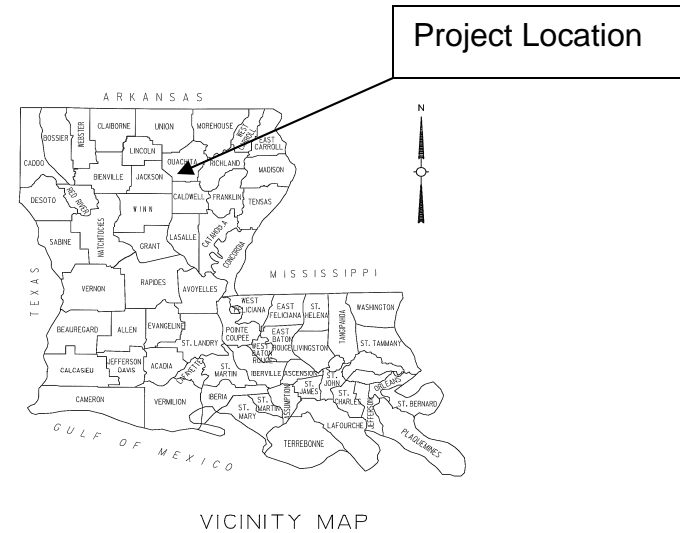 Project Location
ARKANSAS
N
CLAIBORNE
UNION
MOREHOUSE
WEST CARROLL
EAST
CARROLL
WEBSTER
BOSSIER
CADDO
LINCOLN
OUACHITA
RICHLAND
MADISON
BIENVILLE
JACKSON
DESOTO
RED RIVER
WINN
CALDWELL
FRANKLIN
TENSAS
NATCHITOCIES
SABINE
GRANT
LASALLE
CATAHOULA
CONCORDIA
TEXAS
MISSISSIPPI
VERNON
RAPIDES
AVOYELLES
WEST
FELICIANA
EAST
FELICIANA
ST.
HELENA
TANGIPAHOA
WASHINGTON
BEAUREGARD
ALLEN
EVANGELINE
ST. LANDRY
POINTE
COUPEE
WEST
BATON
ROUGE
EAST
BATON
ROUGE
LIVINGSTON
ST. TAMMANY
CALCASIEU
JEFFERSON
DAVIS
ACADIA
LAFAYETTE
ST.
MARTIN
IBERVILLE
ASCENSION
ST.
JAMES
ST.
JOHN
ST.
CHARLES
ORLEANS
JEFFERSON
ST. BERNARD
CAMERON
VERMILION
IBERIA
ST.
MARY
ST.
MARTIN
ASSUMPTION
LAFOURCHE
TERREBONNE
PLAQUEMINES
GULF OF MEXICO
VICINITY MAP